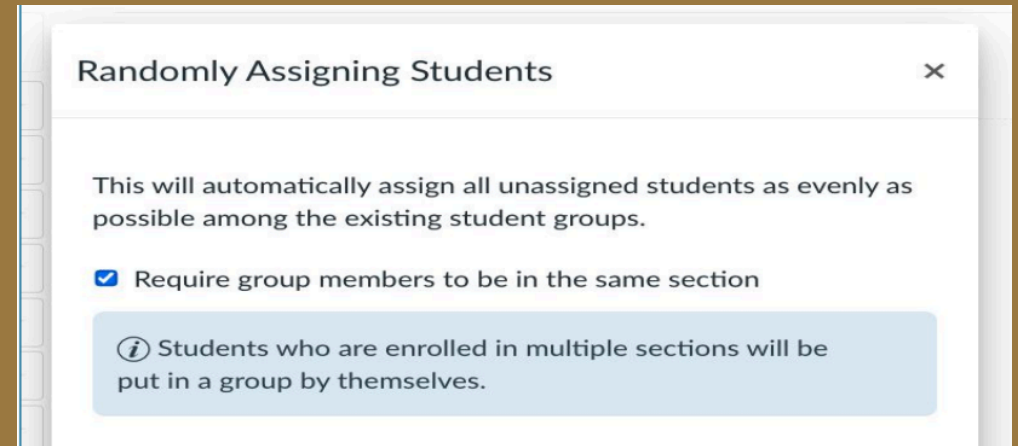 Randomly Assigning Students
This will automatically assign all unassigned students as evenly as
possible among the existing student groups.
Require group members to be in the same section
Students who are enrolled in multiple sections will be
put in a group by themselves.